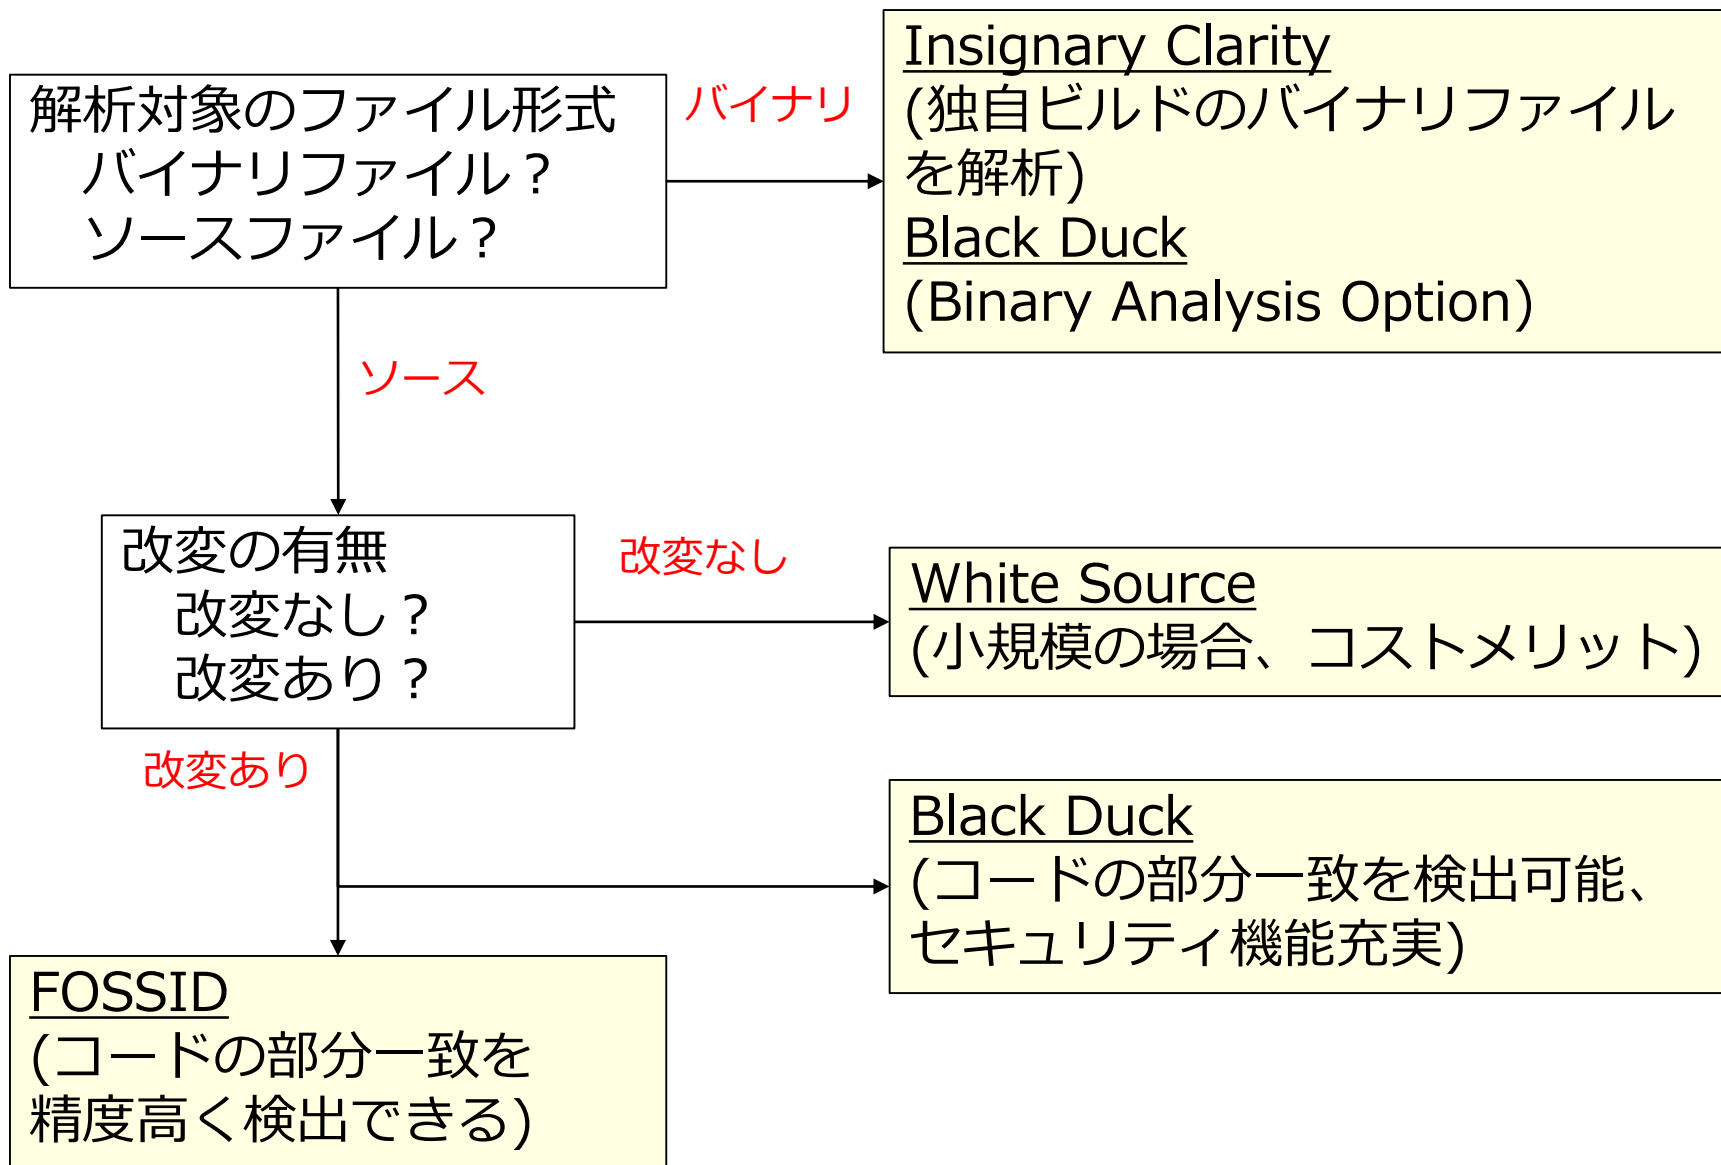 解析対象のファイル形式
バイナリファイル？
ソースファイル？
バイナリ
Insignary Clarity
(独自ビルドのバイナリファイル
を解析)
Black Duck
(Binary Analysis Option)
ソース
改変の有無
改変なし？
改変あり？
改変なし
White Source
(小規模の場合、コストメリット)
改変あり
Black Duck
(コードの部分一致を検出可能、
セキュリティ機能充実)
FOSSID
(コードの部分一致を
精度高く検出できる)